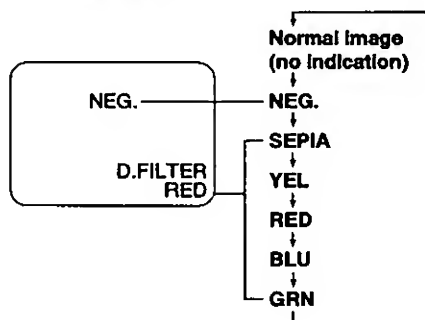 Normal image
(no indication)
NEG.
NEG.
SEPIA
D.FILTER
RED
YEL
RED
BLU
GRN